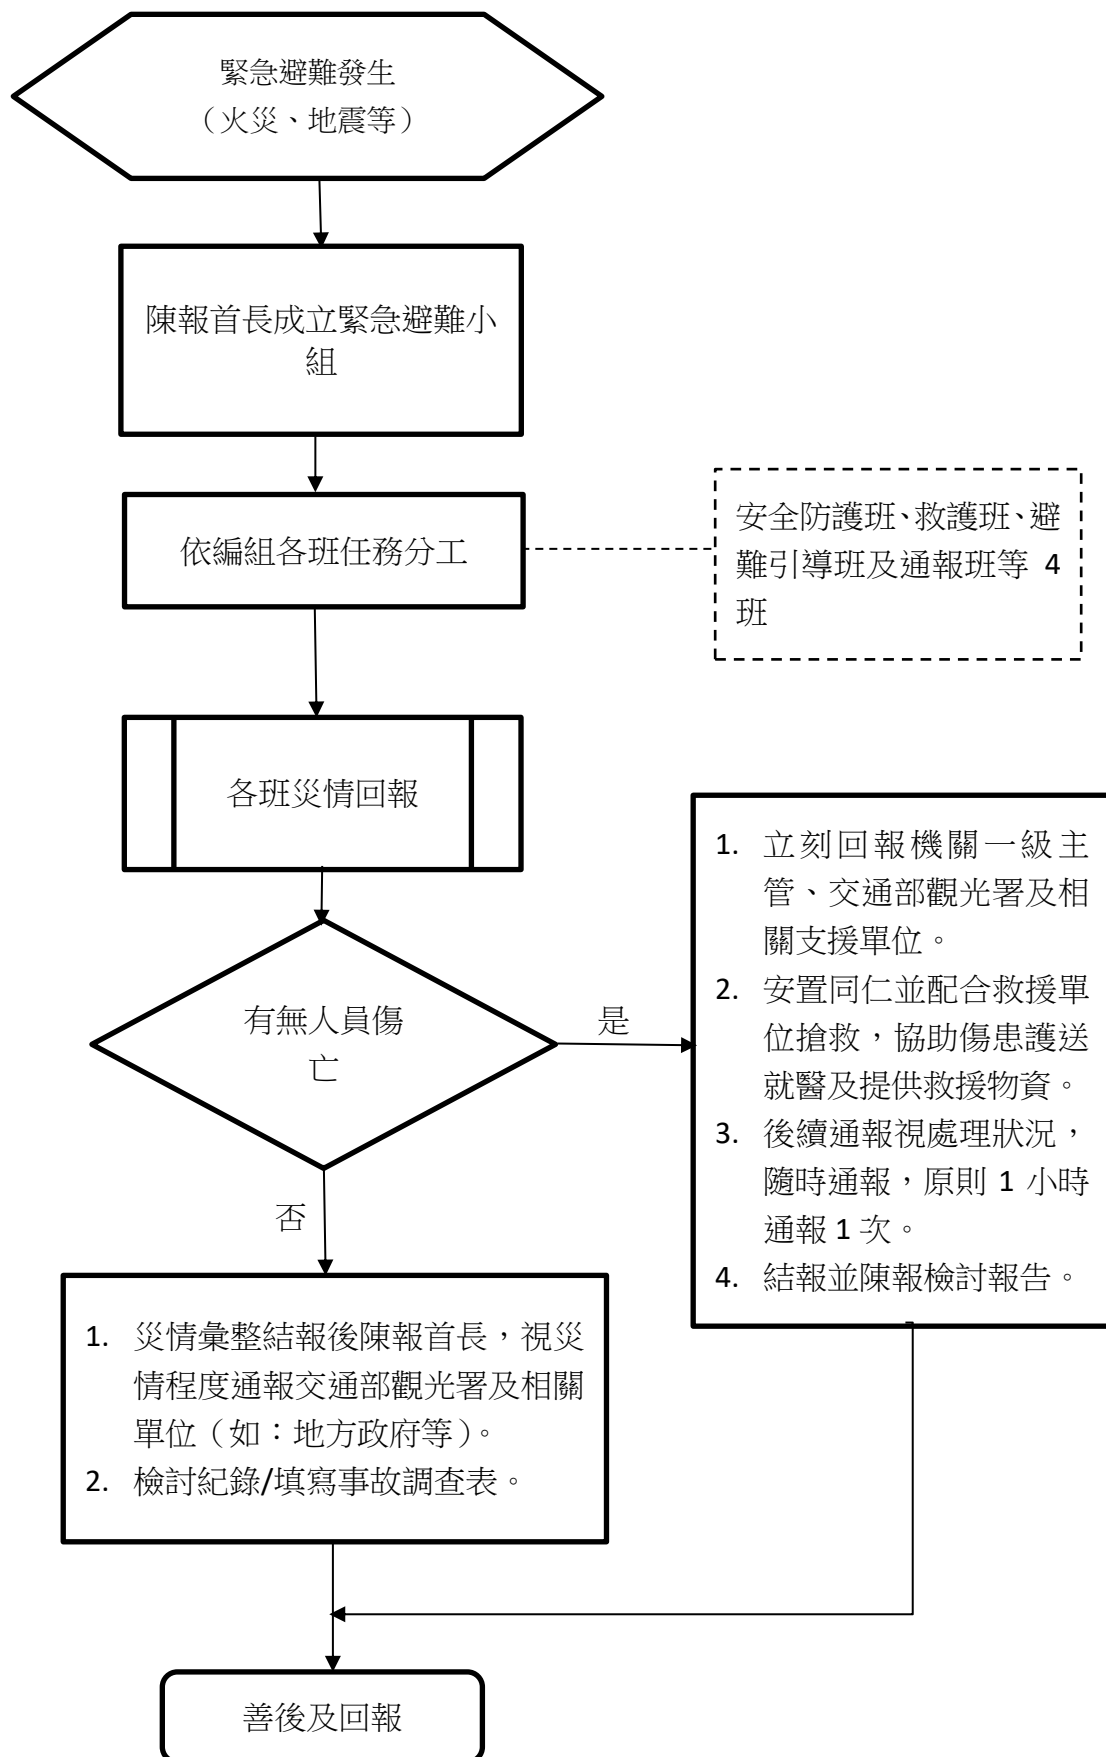 緊急避難發生
（火災、地震等）
陳報首長成立緊急避難小
組
依編組各班任務分工
安全防護班、救護班、避
難引導班及通報班等 4
班
各班災情回報
有無人員傷
亡
是
1. 立刻回報機關一級主
管、交通部觀光署及相
關支援單位。
2. 安置同仁並配合救援單
位搶救，協助傷患護送
就醫及提供救援物資。
3. 後續通報視處理狀況，
隨時通報，原則 1 小時
通報 1 次。
4. 結報並陳報檢討報告。
否
1. 災情彙整結報後陳報首長，視災
情程度通報交通部觀光署及相關
單位（如：地方政府等）。
2. 檢討紀錄/填寫事故調查表。
善後及回報